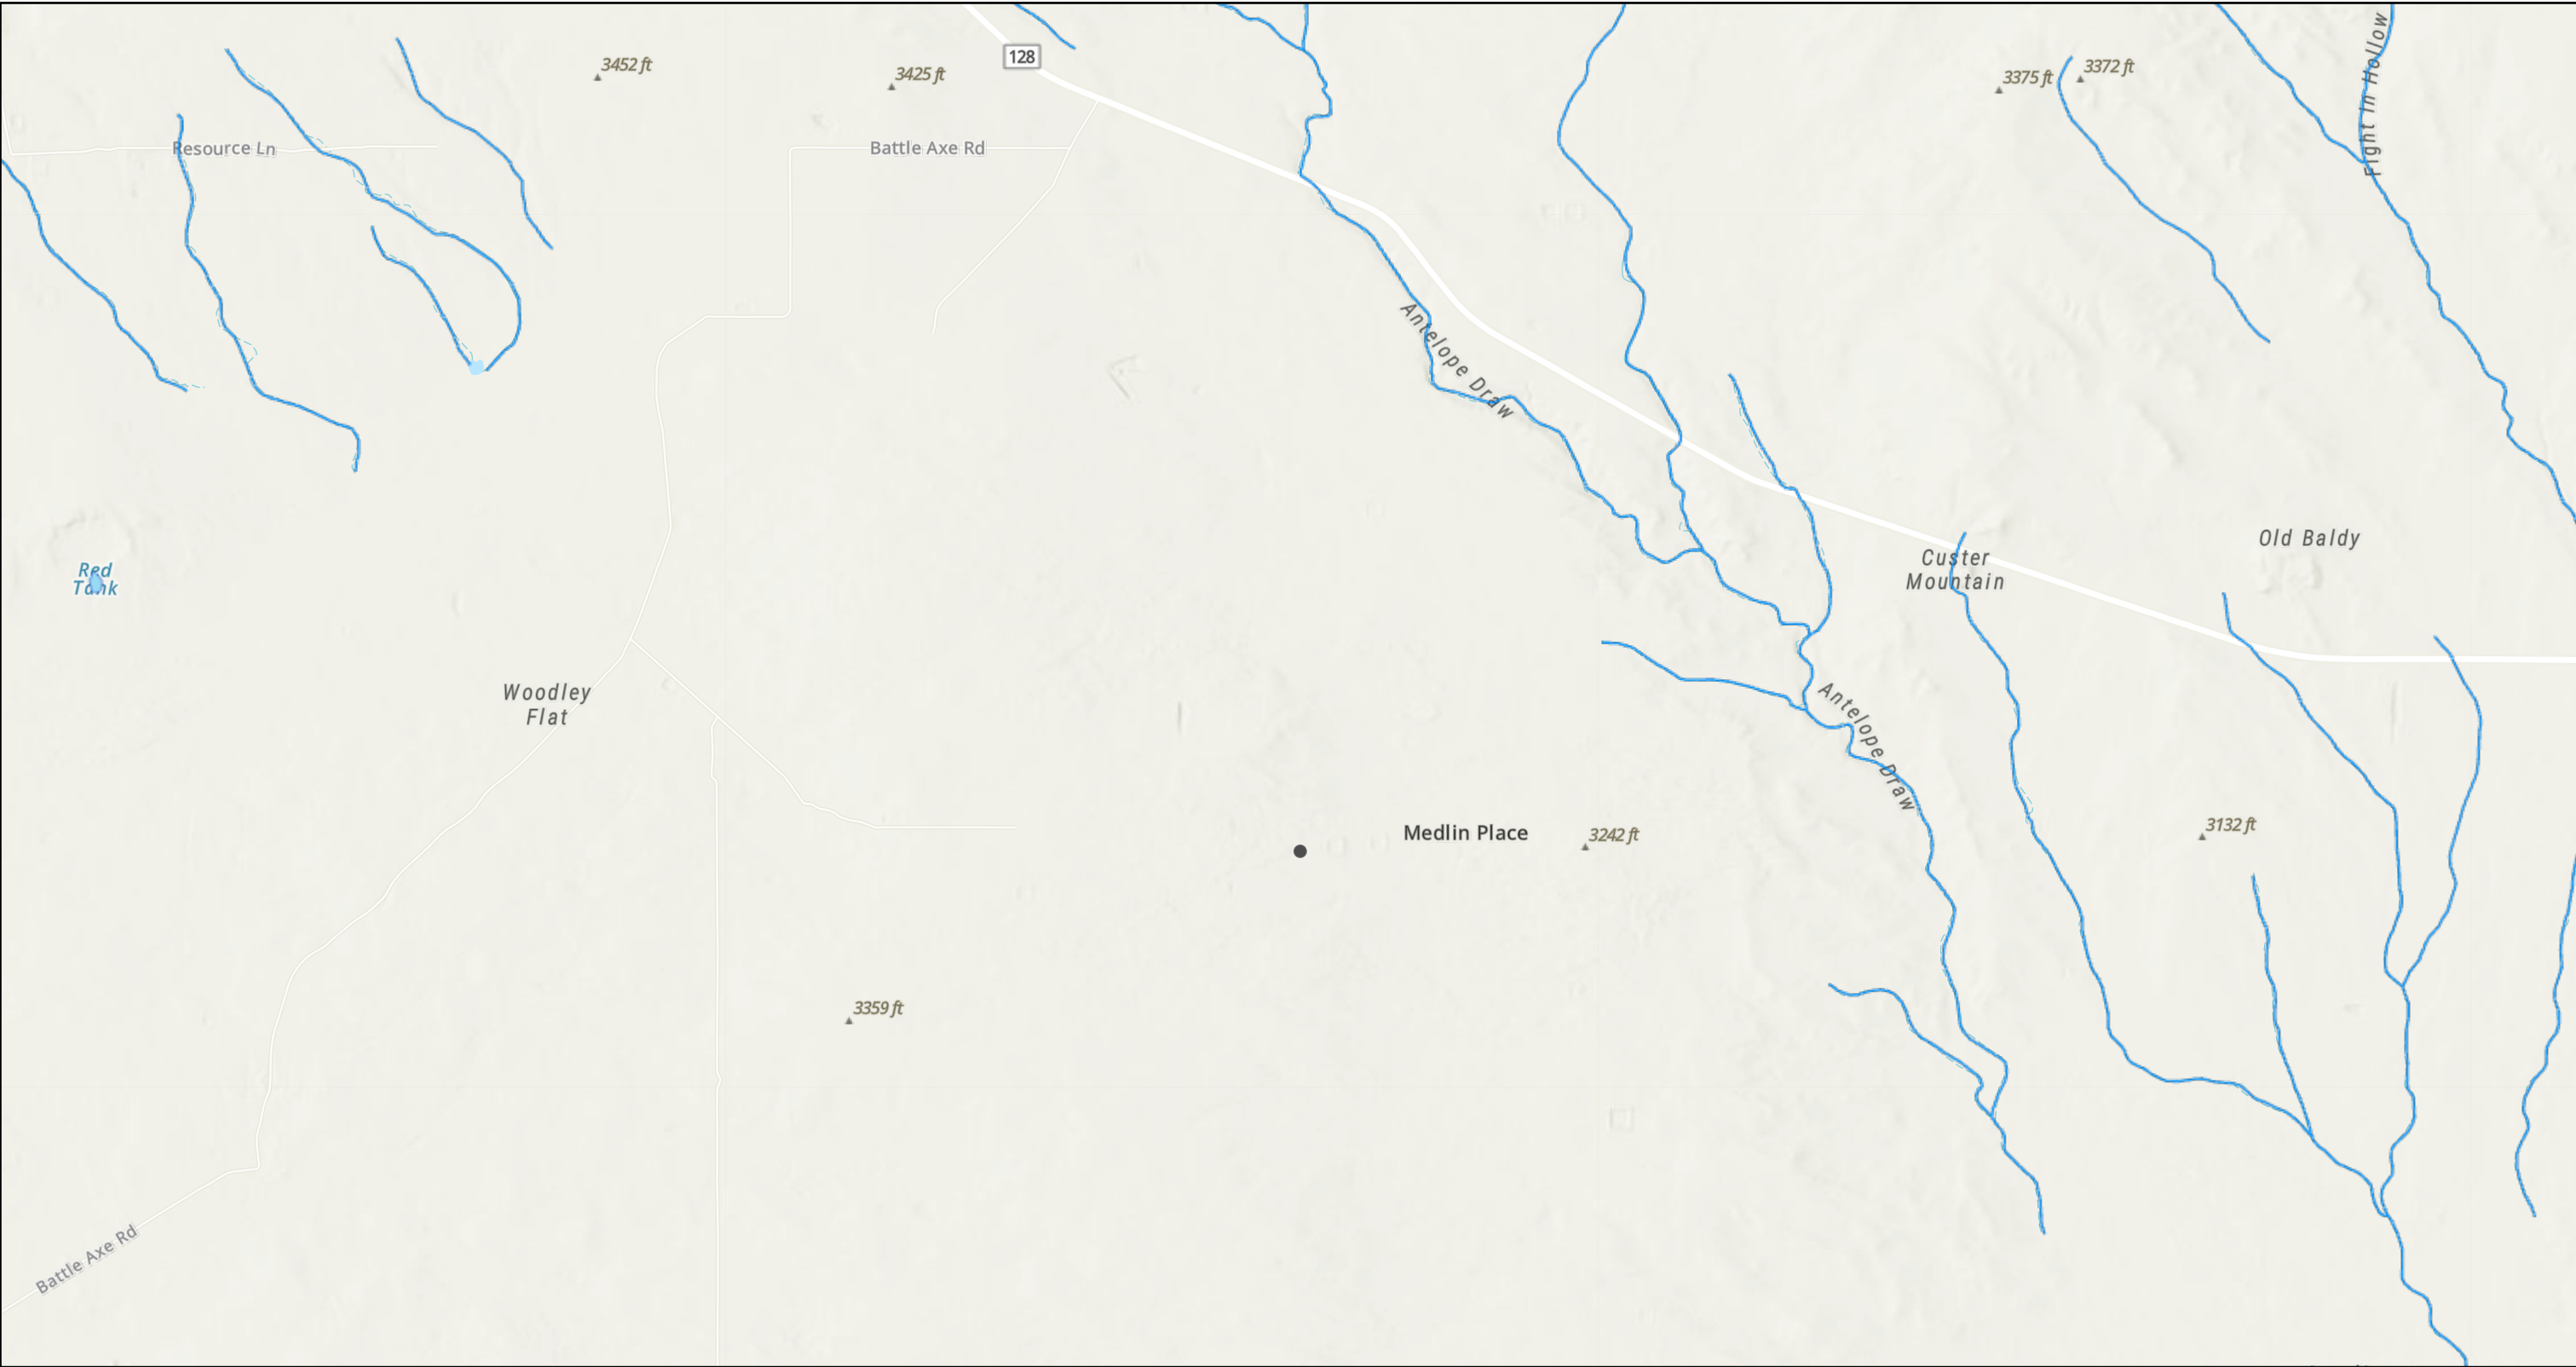 Fight In Hollow
128
3452 ft
3425 ft
3375 ft
3372 ft
Resource Ln
Battle Axe Rd
Antelope Draw
Old Baldy
Custer
Mountain
Red
Tank
Woodley
Flat
Antelope Draw
Medlin Place
3242 ft
3132 ft
3359 ft
Battle Axe Rd